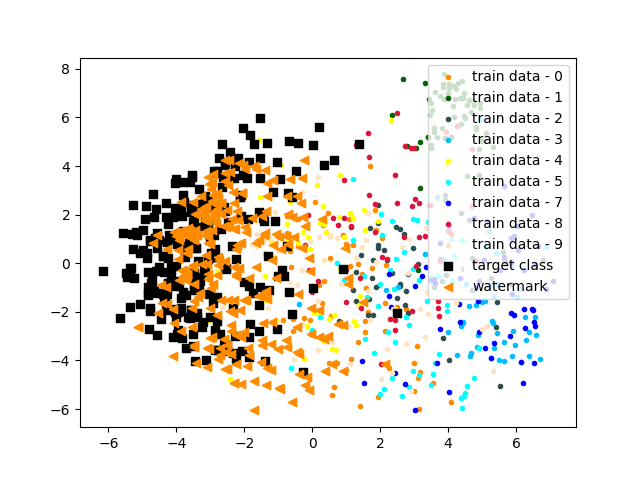 8
6
4
2
0
−2
−4
−6
−6
−4
−2
0
2
4
6
train data - 0
train data - 1
train data - 2
train data - 3
train data - 4
train data - 5
train data - 7
train data - 8
train data - 9
target class
watermark